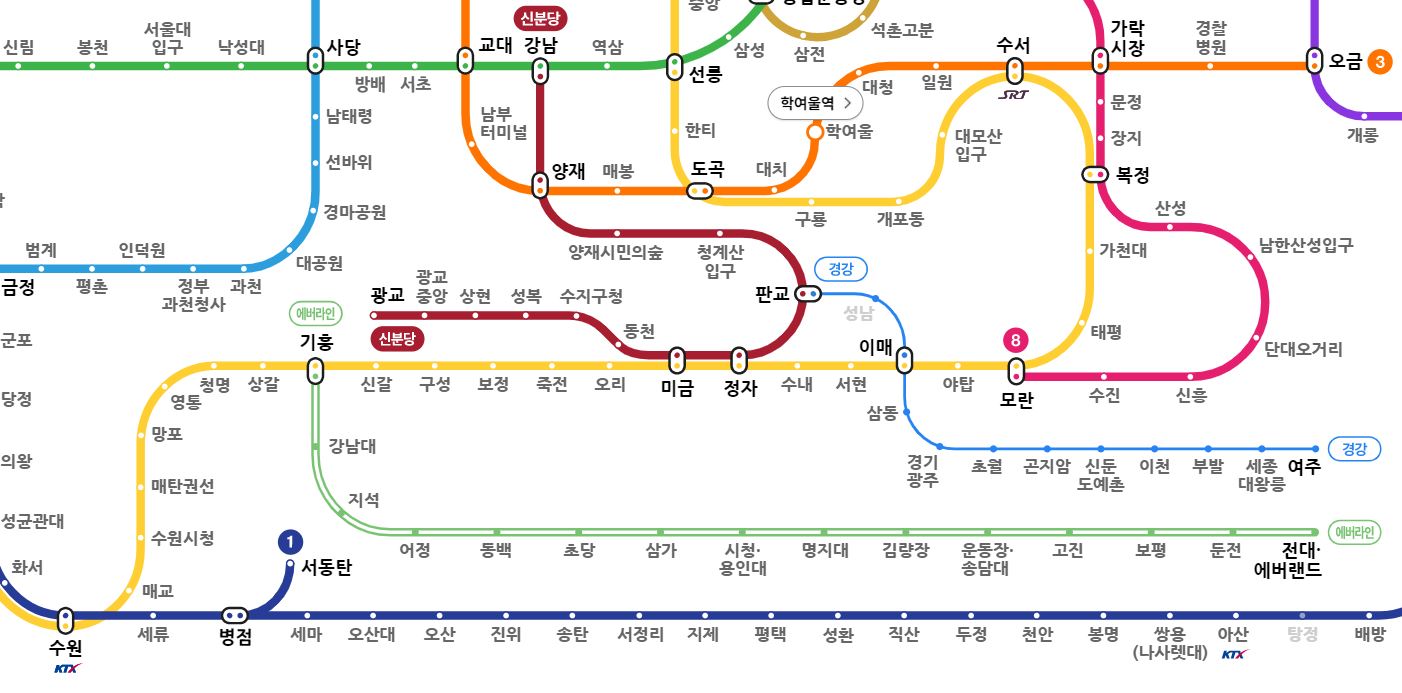 중앙
삼성
삼전
석촌고분
신림
봉천
서울대
입구
낙성대
사당
방배
서초
교대
신분당
강남
역삼
선릉
대청
일원
수서
SRT
가락
시장
경찰
병원
오금
3
개롱
남태령
선바위
경마공원
대공원
남부
터미널
양재
매봉
한티
도곡
대치
학여울역
학여울
구룡
개포동
대모산
입구
문정
장지
복정
산성
남한산성입구
단대오거리
가천대
태평
범계
인덕원
금정
평촌
정부
과천청사
과천
양재시민의숲
청계산
입구
판교
경강
성남
이매
에버라인
기흥
광교
광교
중앙
상현
성복
수지구청
동천
신분당
군포
당정
의왕
성균관대
화서
청명
상갈
신갈
구성
보정
죽전
오리
미금
정자
수내
서현
야탑
8
모란
수진
신흥
영통
망포
매탄권선
수원시청
매교
강남대
지석
삼동
경기
광주
초월
곤지암
신둔
도예촌
이천
부발
세종
대왕릉
여주
경강
어정
동백
초당
삼가
시청·
용인대
명지대
김량장
운동장·
송담대
고진
보평
둔전
전대·
에버랜드
에버라인
1
서동탄
수원
KTX
세류
병점
세마
오산대
오산
진위
송탄
서정리
지제
평택
성환
직산
두정
천안
봉명
쌍용
(나사렛대)
아산
KTX
탕정
배방